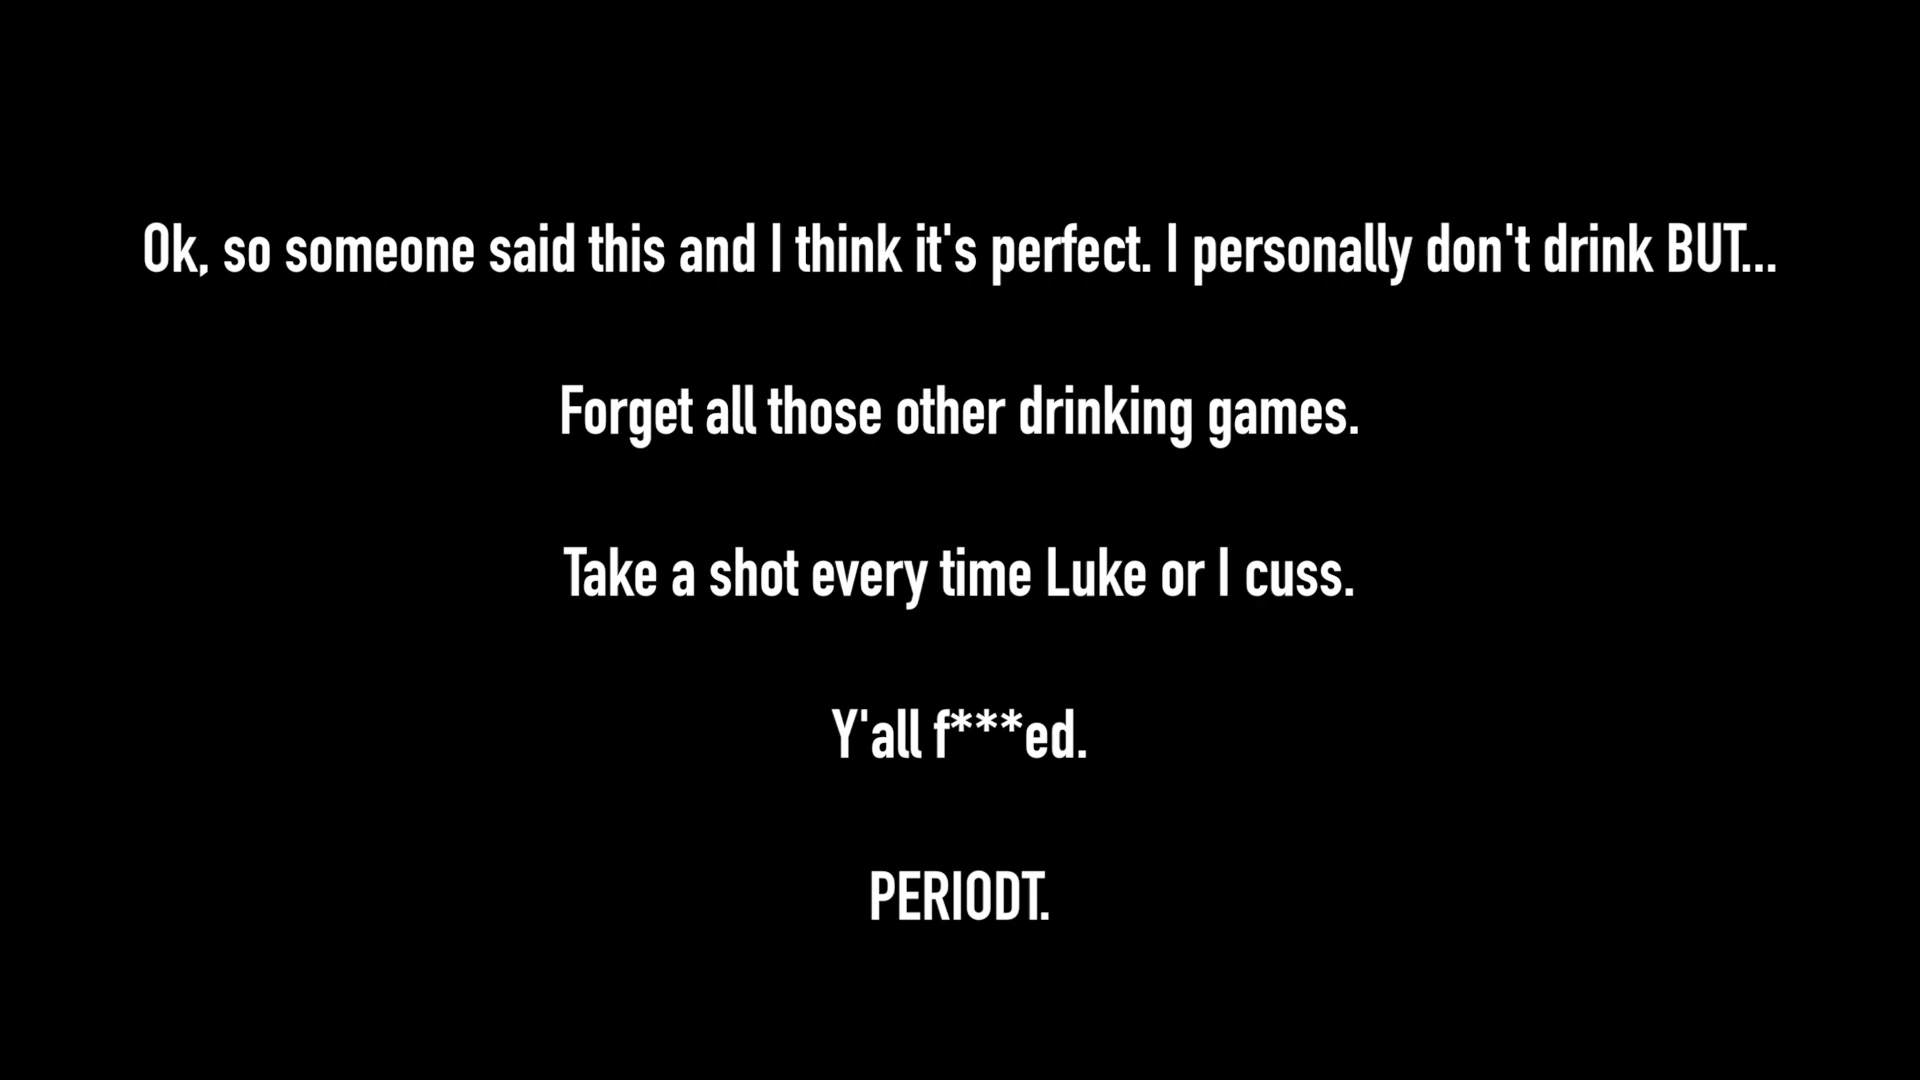 Ok, so someone said this and I think it's perfect. I personally don't drink BUT...
Forget all those other drinking games.
Take a shot every time Luke or I cuss.
Y'all f***ed.
PERIODT.